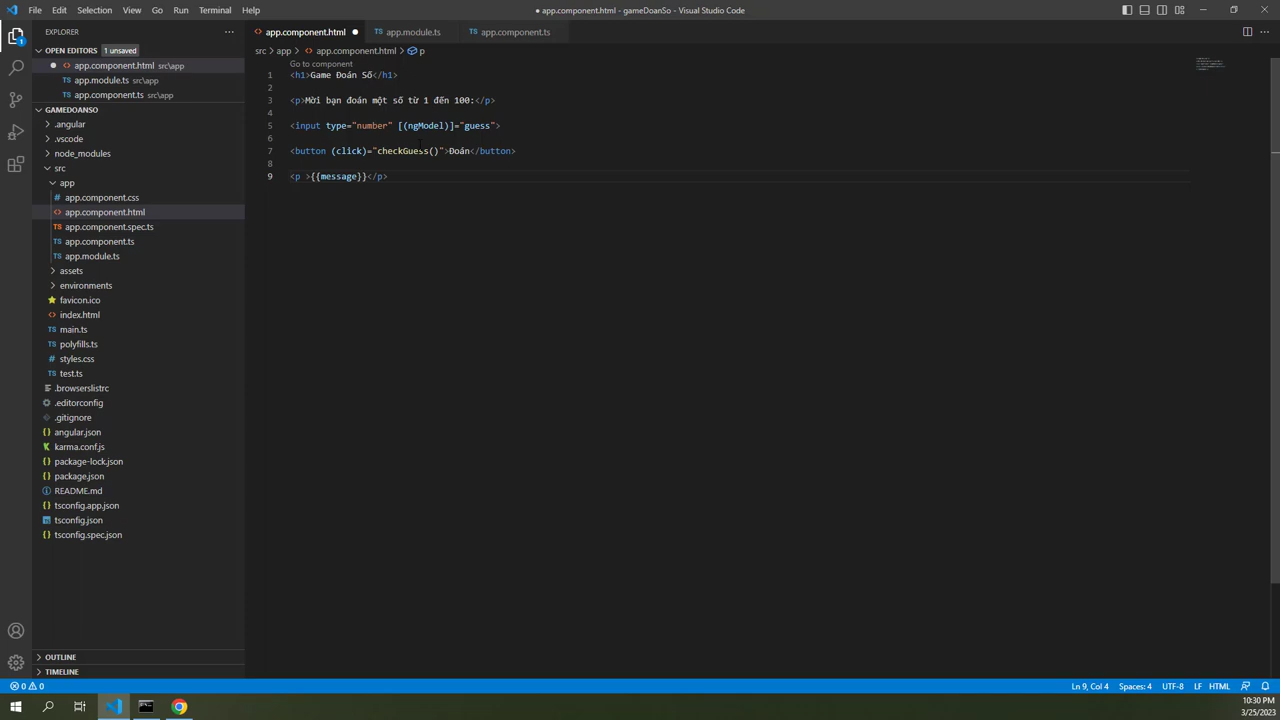 File Edit Selection View Go Run Terminal Help
● app.component.html - gameDoanSo - Visual Studio Code
EXPLORER
OPEN EDITORS 1 unsaved
app.component.html src\app
app.module.ts src\app
app.component.ts src\app
GAMEDOANSO
.angular
.vscode
node_modules
src
app
app.component.css
app.component.html
app.component.spec.ts
app.component.ts
app.module.ts
assets
environments
favicon.ico
index.html
main.ts
polyfills.ts
styles.css
test.ts
.browserslistrc
.editorconfig
.gitignore
angular.json
karma.conf.js
package-lock.json
package.json
README.md
tsconfig.app.json
tsconfig.json
tsconfig.spec.json
OUTLINE
TIMELINE
app.component.html app.module.ts app.component.ts
src > app > app.component.html > p
Go to component
1 <h1>Game Đoán Số</h1>
2
3 <p>Mời bạn đoán một số từ 1 đến 100:</p>
4
5 <input type="number" [(ngModel)]="guess">
6
7 <button (click)="checkGuess()">Đoán</button>
8
9 <p >{{message}}</p>
0 0
Ln 9, Col 4 Spaces: 4 UTF-8 LF HTML
10:30 PM
3/25/2023